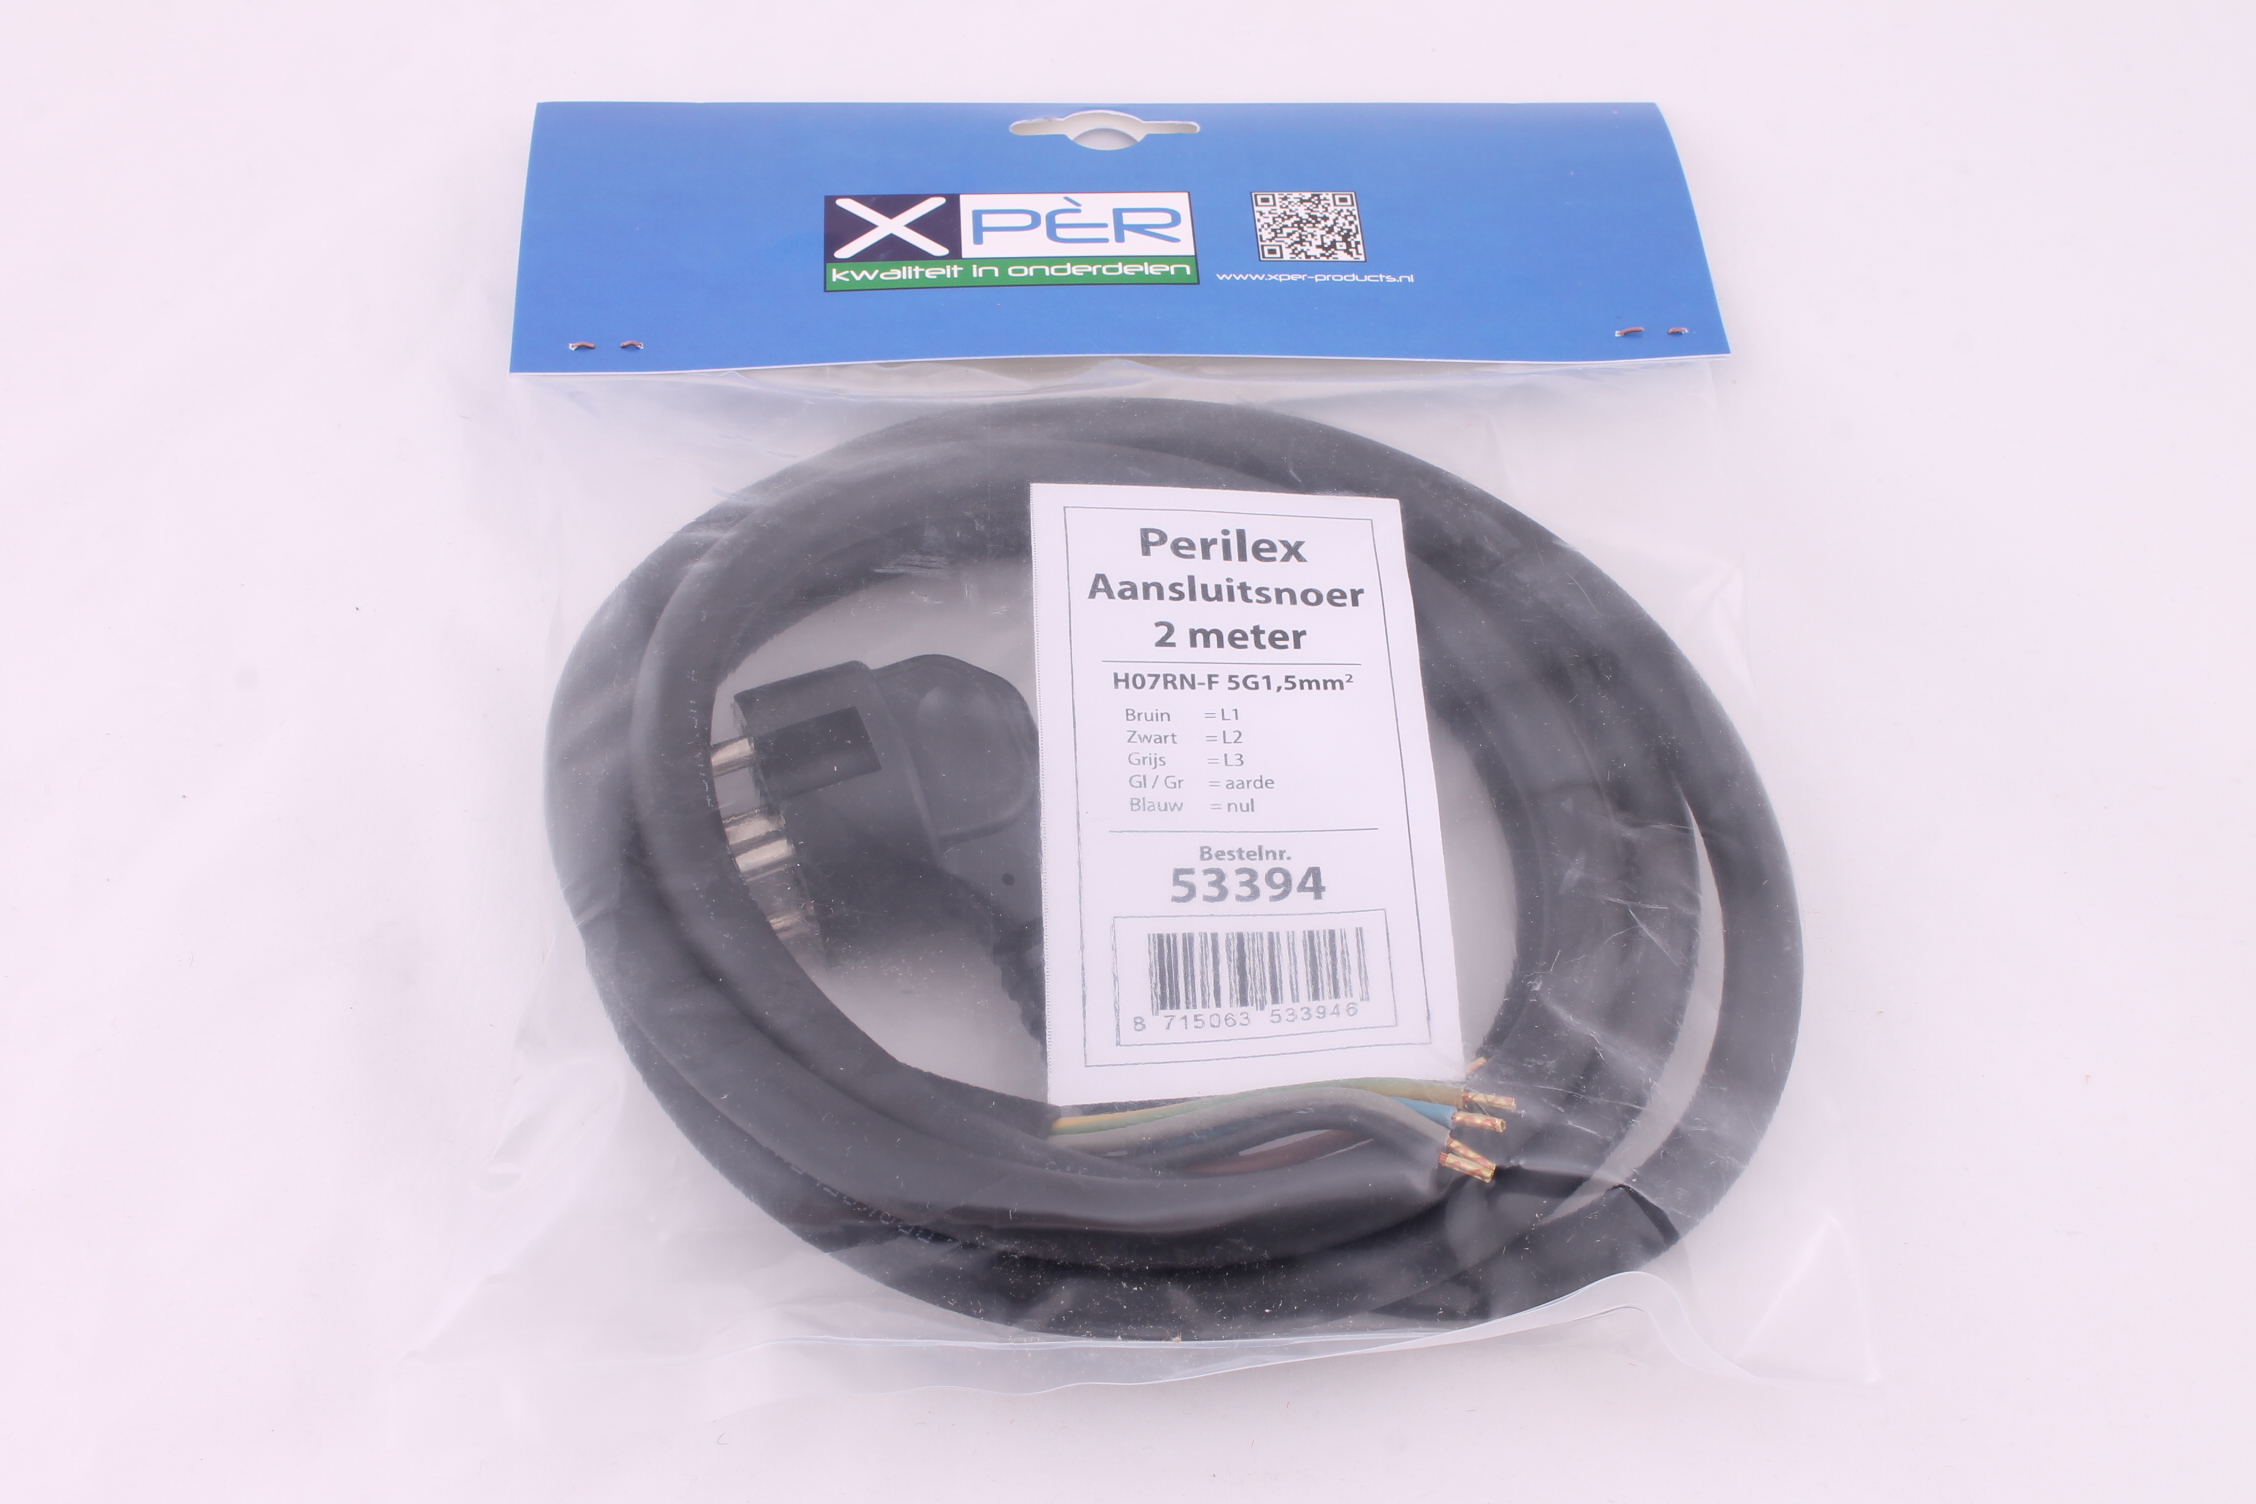 XPÈR
kwaliteit in onderdelen
www.xper-products.nl
Perilex
Aansluitsnoer
2 meter
H07RN-F 5G1,5mm²
Bruin = L1
Zwart = L2
Grijs = L3
Gl / Gr = aarde
Blauw = nul
Bestelnr.
53394
8 715063 533946